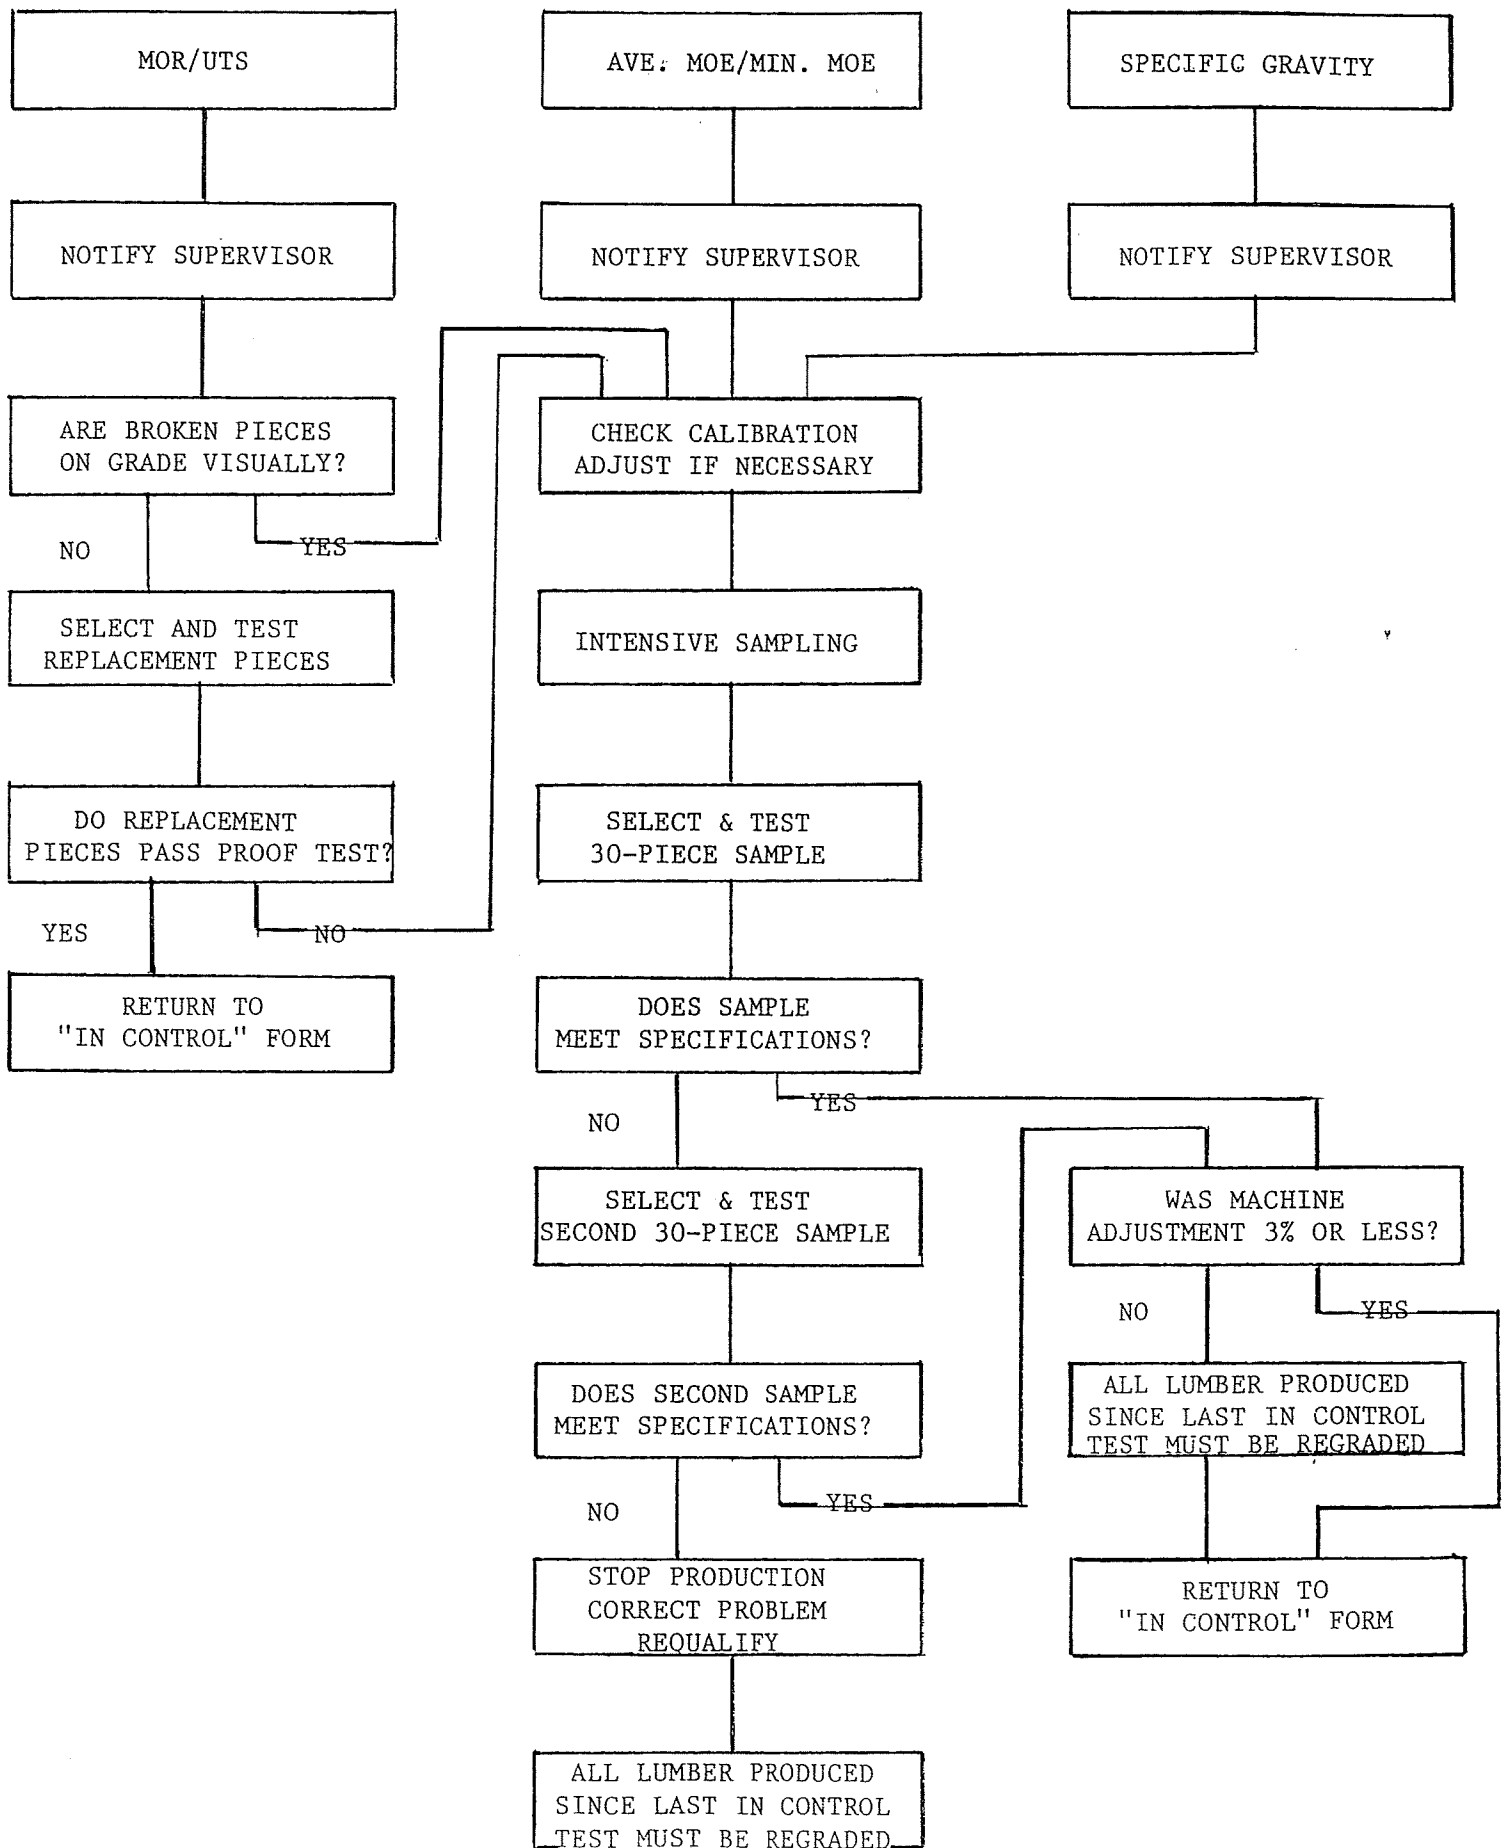 MOR/UTS
AVE. MOE/MIN. MOE
SPECIFIC GRAVITY
NOTIFY SUPERVISOR
NOTIFY SUPERVISOR
NOTIFY SUPERVISOR
ARE BROKEN PIECES
ON GRADE VISUALLY?
CHECK CALIBRATION
ADJUST IF NECESSARY
NO
YES
SELECT AND TEST
REPLACEMENT PIECES
INTENSIVE SAMPLING
DO REPLACEMENT
PIECES PASS PROOF TEST?
SELECT & TEST
30-PIECE SAMPLE
YES
NO
RETURN TO
"IN CONTROL" FORM
DOES SAMPLE
MEET SPECIFICATIONS?
NO
YES
SELECT & TEST
SECOND 30-PIECE SAMPLE
WAS MACHINE
ADJUSTMENT 3% OR LESS?
NO
YES
DOES SECOND SAMPLE
MEET SPECIFICATIONS?
ALL LUMBER PRODUCED
SINCE LAST IN CONTROL
TEST MUST BE REGRADED
NO
YES
STOP PRODUCTION
CORRECT PROBLEM
REQUALIFY
RETURN TO
"IN CONTROL" FORM
ALL LUMBER PRODUCED
SINCE LAST IN CONTROL
TEST MUST BE REGRADED